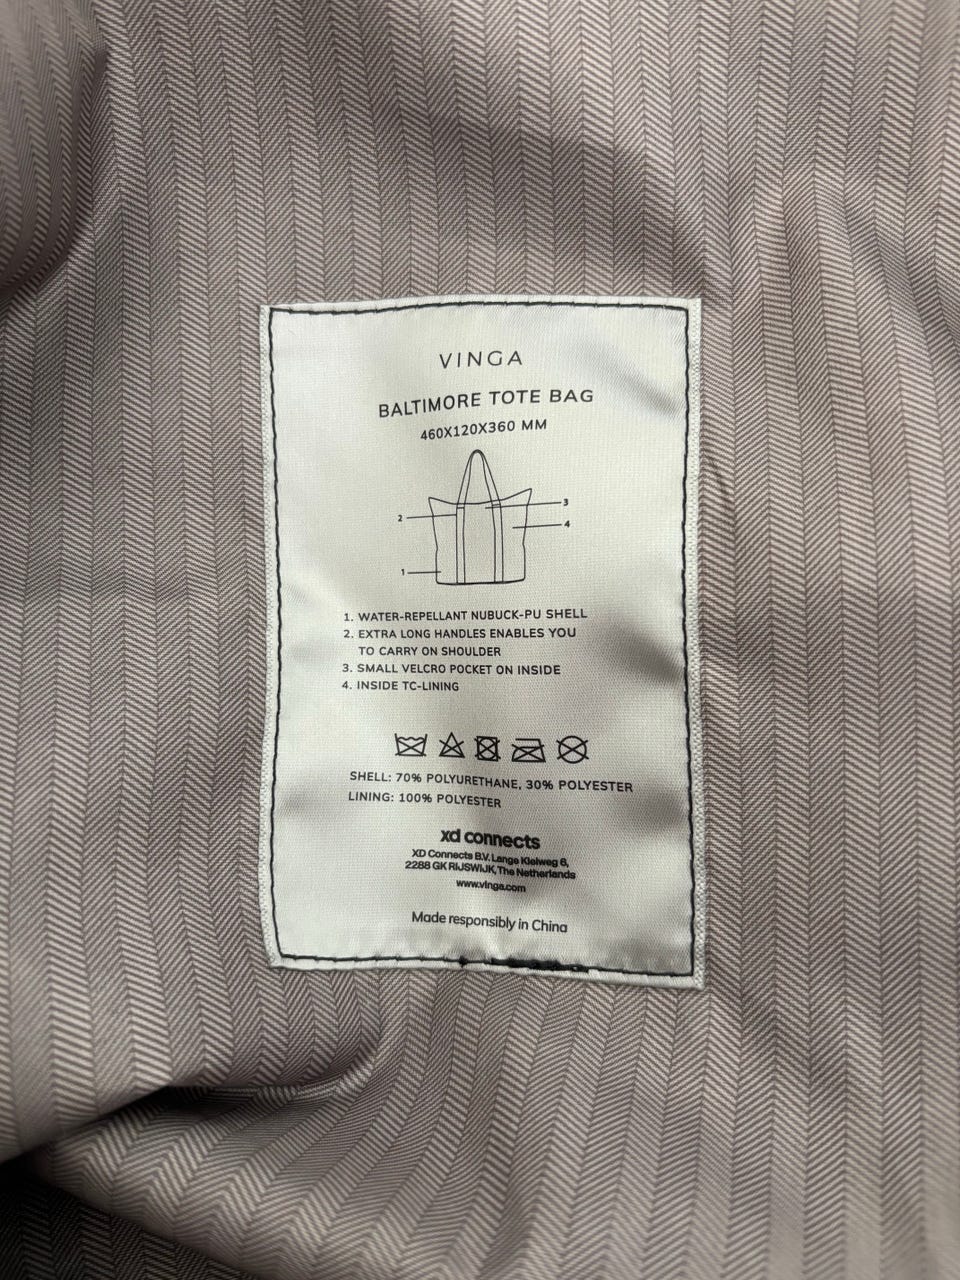 VINGA
BALTIMORE TOTE BAG
460X120X360 MM
3
2
4
1
1. WATER-REPELLANT NUBUCK-PU SHELL
2. EXTRA LONG HANDLES ENABLES YOU
TO CARRY ON SHOULDER
3. SMALL VELCRO POCKET ON INSIDE
4. INSIDE TC-LINING
SHELL: 70% POLYURETHANE, 30% POLYESTER
LINING: 100% POLYESTER
xd connects
XD Connects B.V. Lange Kleiweg 6,
2288 GK RIJSWIJK, The Netherlands
www.vinga.com
Made responsibly in China